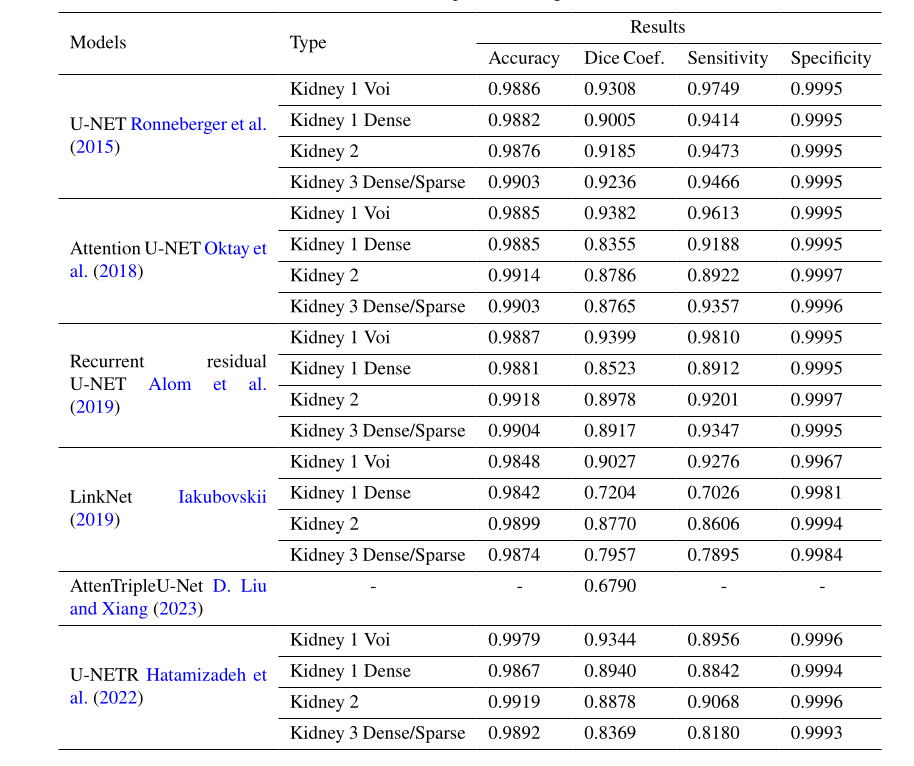 Models Type Results
Accuracy Dice Coef. Sensitivity Specificity
U-NET Ronneberger et al.
(2015)
Kidney 1 Voi 0.9886 0.9308 0.9749 0.9995
Kidney 1 Dense 0.9882 0.9005 0.9414 0.9995
Kidney 2 0.9876 0.9185 0.9473 0.9995
Kidney 3 Dense/Sparse 0.9903 0.9236 0.9466 0.9995
Attention U-NET Oktay et
al. (2018)
Kidney 1 Voi 0.9885 0.9382 0.9613 0.9995
Kidney 1 Dense 0.9885 0.8355 0.9188 0.9995
Kidney 2 0.9914 0.8786 0.8922 0.9997
Kidney 3 Dense/Sparse 0.9903 0.8765 0.9357 0.9996
Recurrent residual
U-NET Alom et al.
(2019)
Kidney 1 Voi 0.9887 0.9399 0.9810 0.9995
Kidney 1 Dense 0.9881 0.8523 0.8912 0.9995
Kidney 2 0.9918 0.8978 0.9201 0.9997
Kidney 3 Dense/Sparse 0.9904 0.8917 0.9347 0.9995
LinkNet Iakubovskii
(2019)
Kidney 1 Voi 0.9848 0.9027 0.9276 0.9967
Kidney 1 Dense 0.9842 0.7204 0.7026 0.9981
Kidney 2 0.9899 0.8770 0.8606 0.9994
Kidney 3 Dense/Sparse 0.9874 0.7957 0.7895 0.9984
AttenTripleU-Net D. Liu
and Xiang (2023)
- - 0.6790 - -
U-NETR Hatamizadeh et
al. (2022)
Kidney 1 Voi 0.9979 0.9344 0.8956 0.9996
Kidney 1 Dense 0.9867 0.8940 0.8842 0.9994
Kidney 2 0.9919 0.8878 0.9068 0.9996
Kidney 3 Dense/Sparse 0.9892 0.8369 0.8180 0.9993